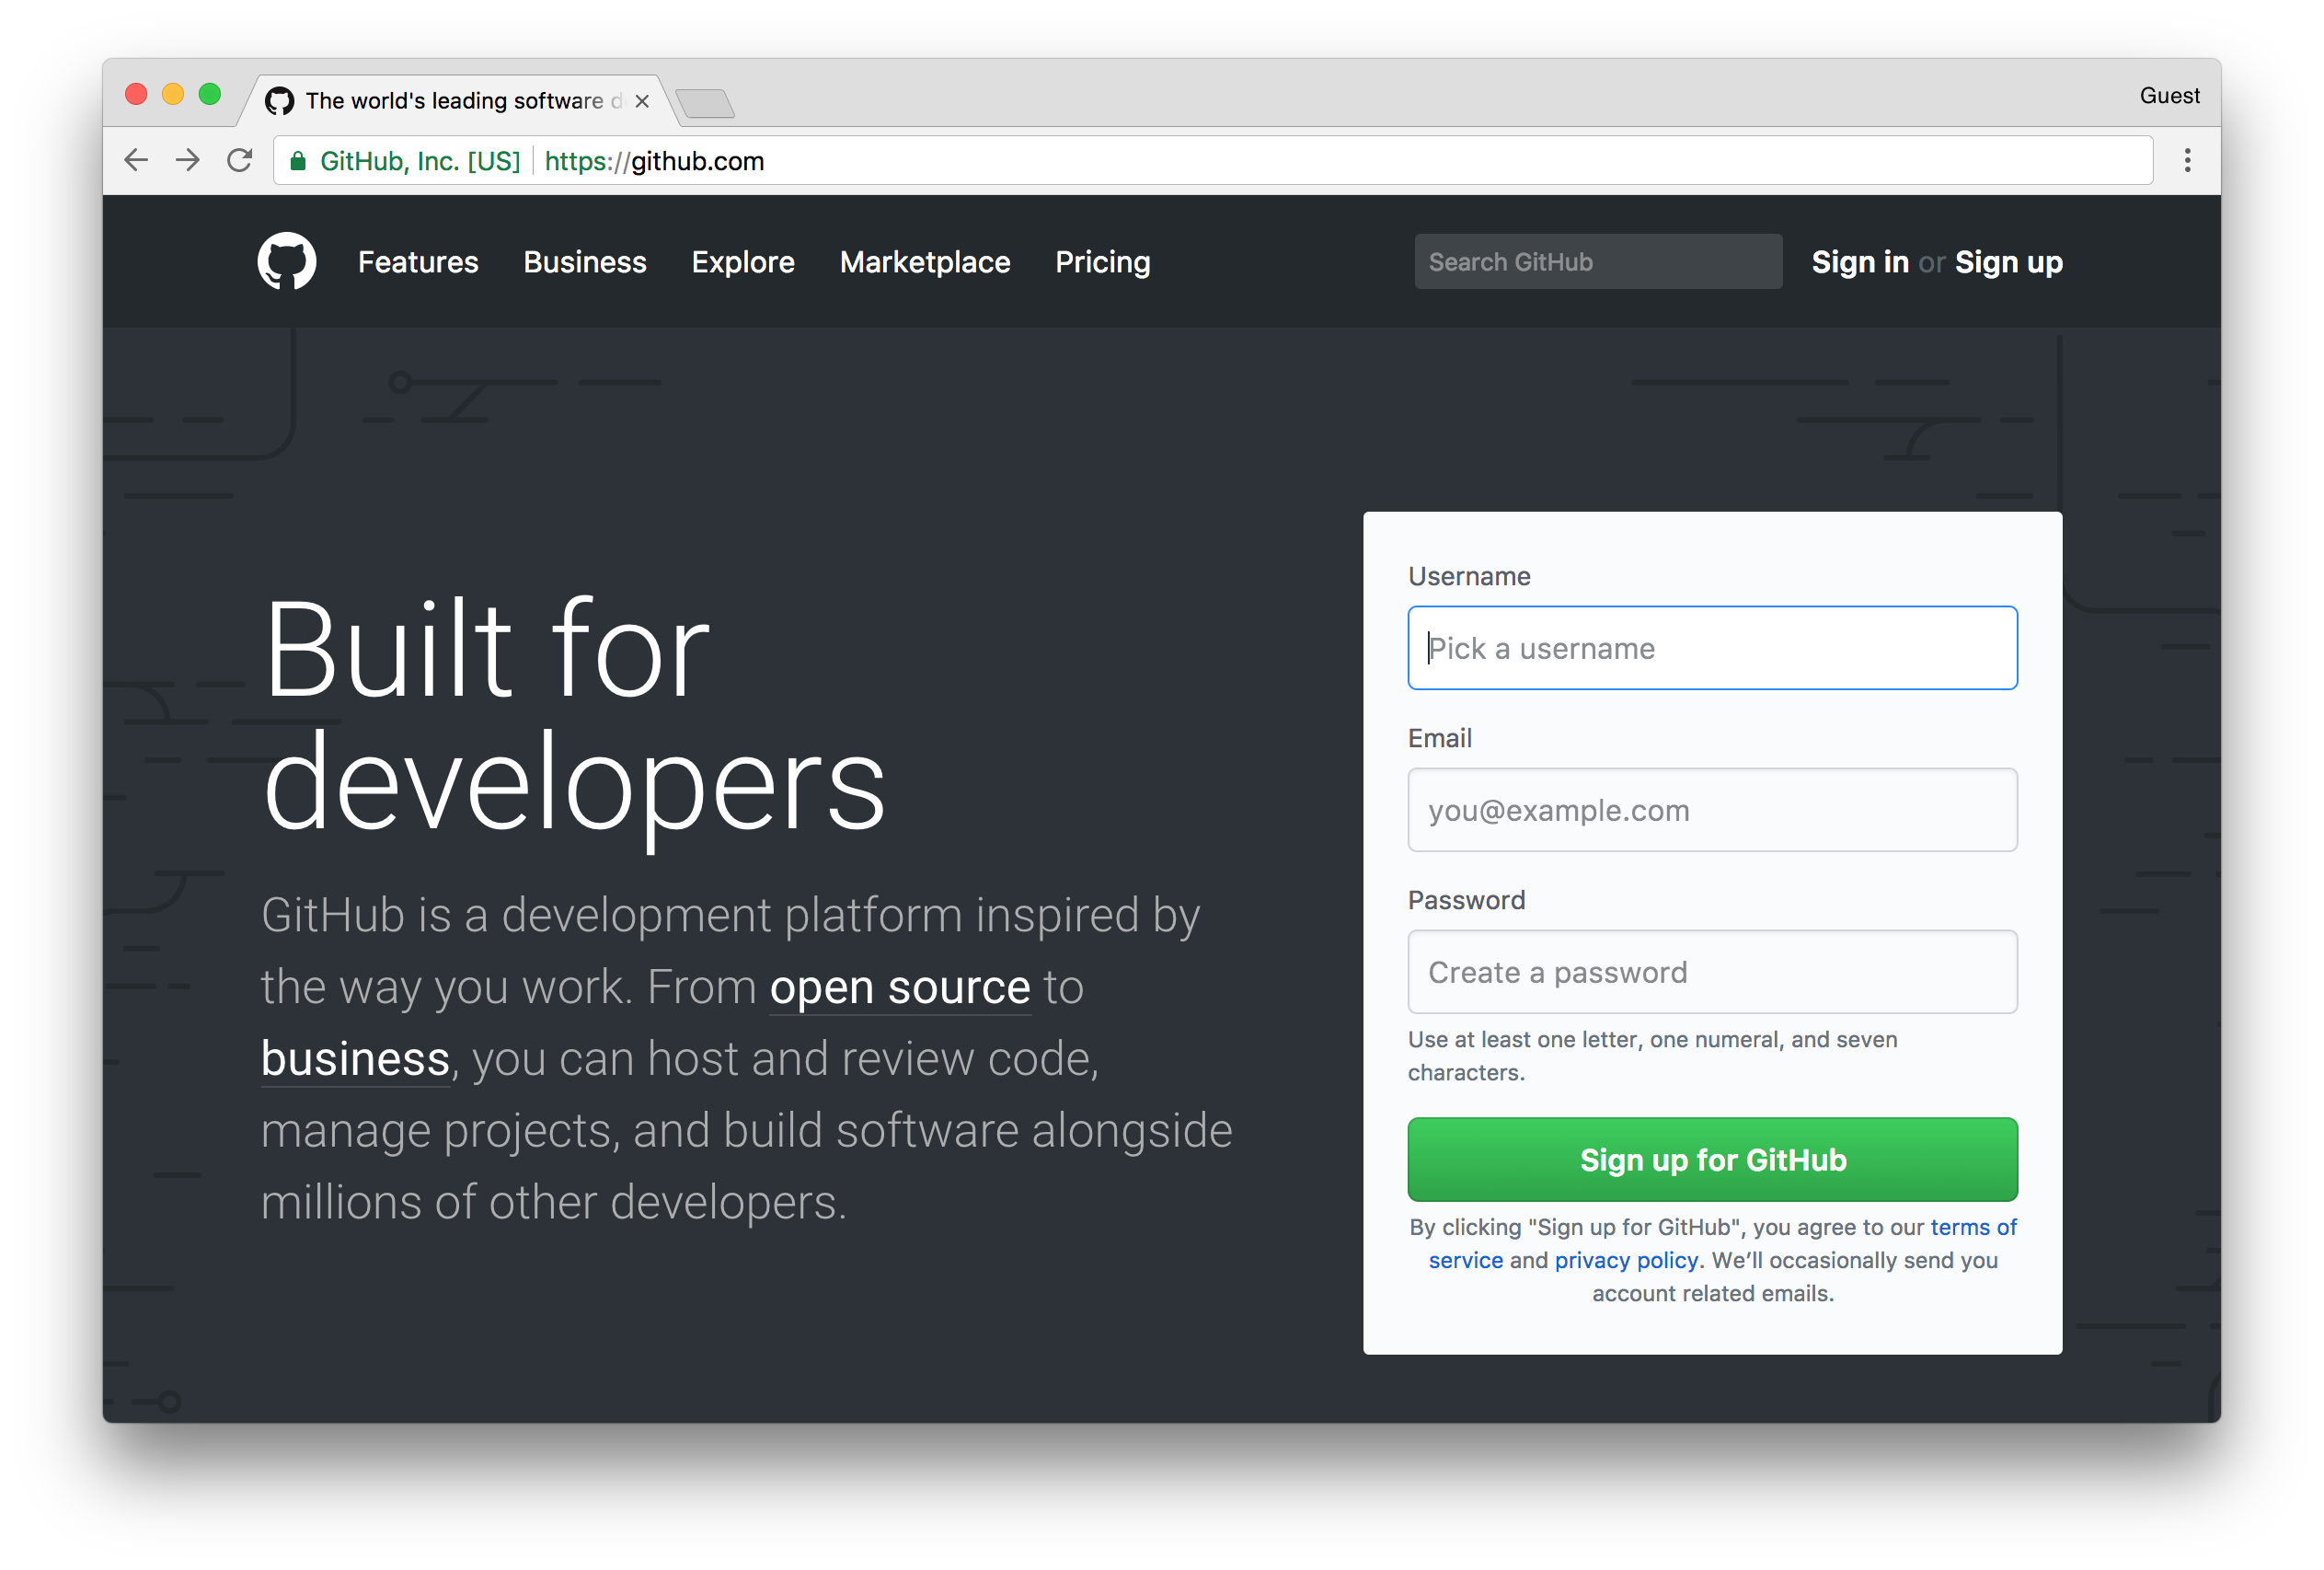 The world's leading software d
Guest
GitHub, Inc. [US] https://github.com
Features Business Explore Marketplace Pricing Search GitHub Sign in or Sign up
Built for
developers
GitHub is a development platform inspired by
the way you work. From open source to
business, you can host and review code,
manage projects, and build software alongside
millions of other developers.
Username
Pick a username
Email
you@example.com
Password
Create a password
Use at least one letter, one numeral, and seven
characters.
Sign up for GitHub
By clicking "Sign up for GitHub", you agree to our terms of
service and privacy policy. We’ll occasionally send you
account related emails.